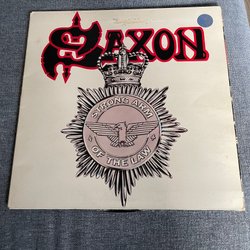 SAXON
STRONG ARM
OF THE LAW